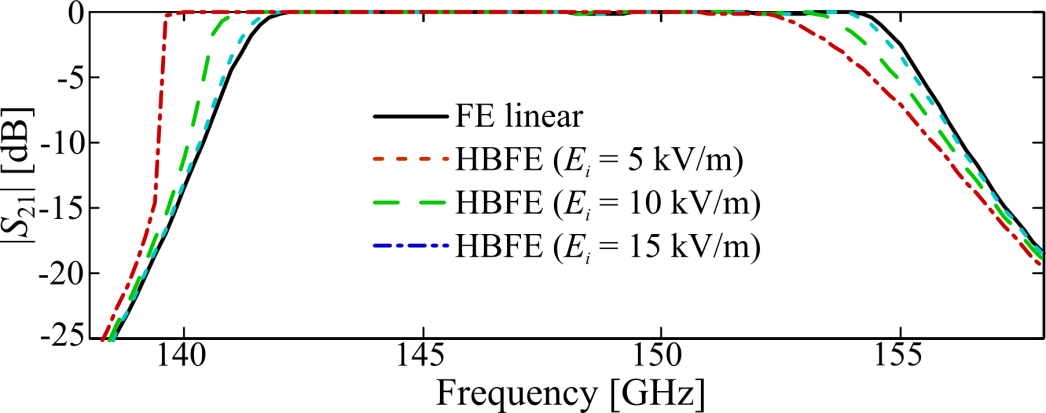 |S21| [dB]
0
-5
-10
-15
-20
-25
FE linear
HBFE (Ei = 5 kV/m)
HBFE (Ei = 10 kV/m)
HBFE (Ei = 15 kV/m)
140 145 150 155
Frequency [GHz]